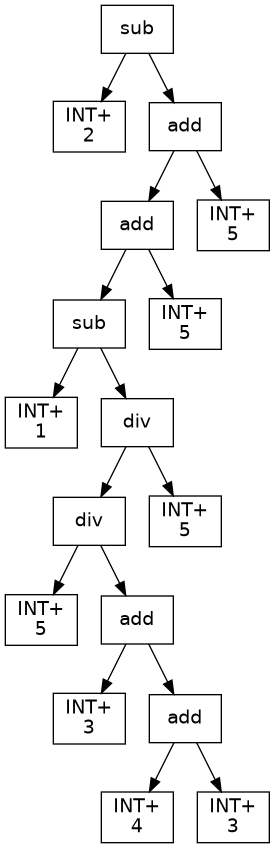 sub
INT+
2
add
add
INT+
5
sub
INT+
5
INT+
1
div
div
INT+
5
INT+
5
add
INT+
3
add
INT+
4
INT+
3